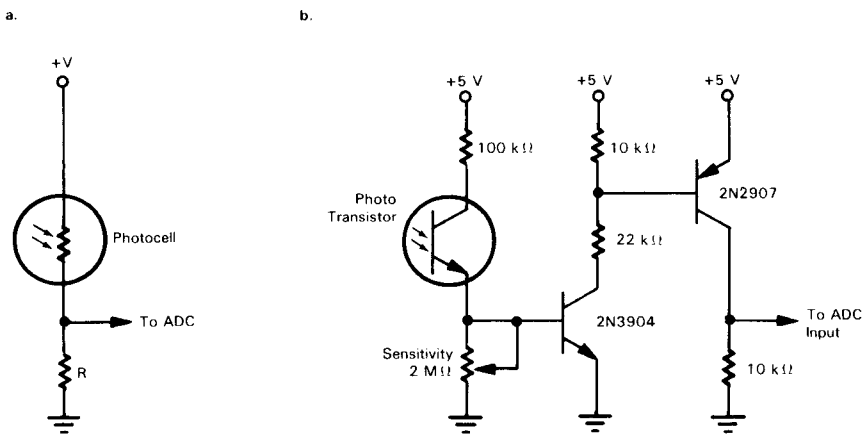 a.
+V
Photocell
To ADC
R
b.
+5 V
+5 V
+5 V
100 kΩ
10 kΩ
2N2907
Photo
Transistor
22 kΩ
2N3904
To ADC
Input
Sensitivity
2 MΩ
10 kΩ